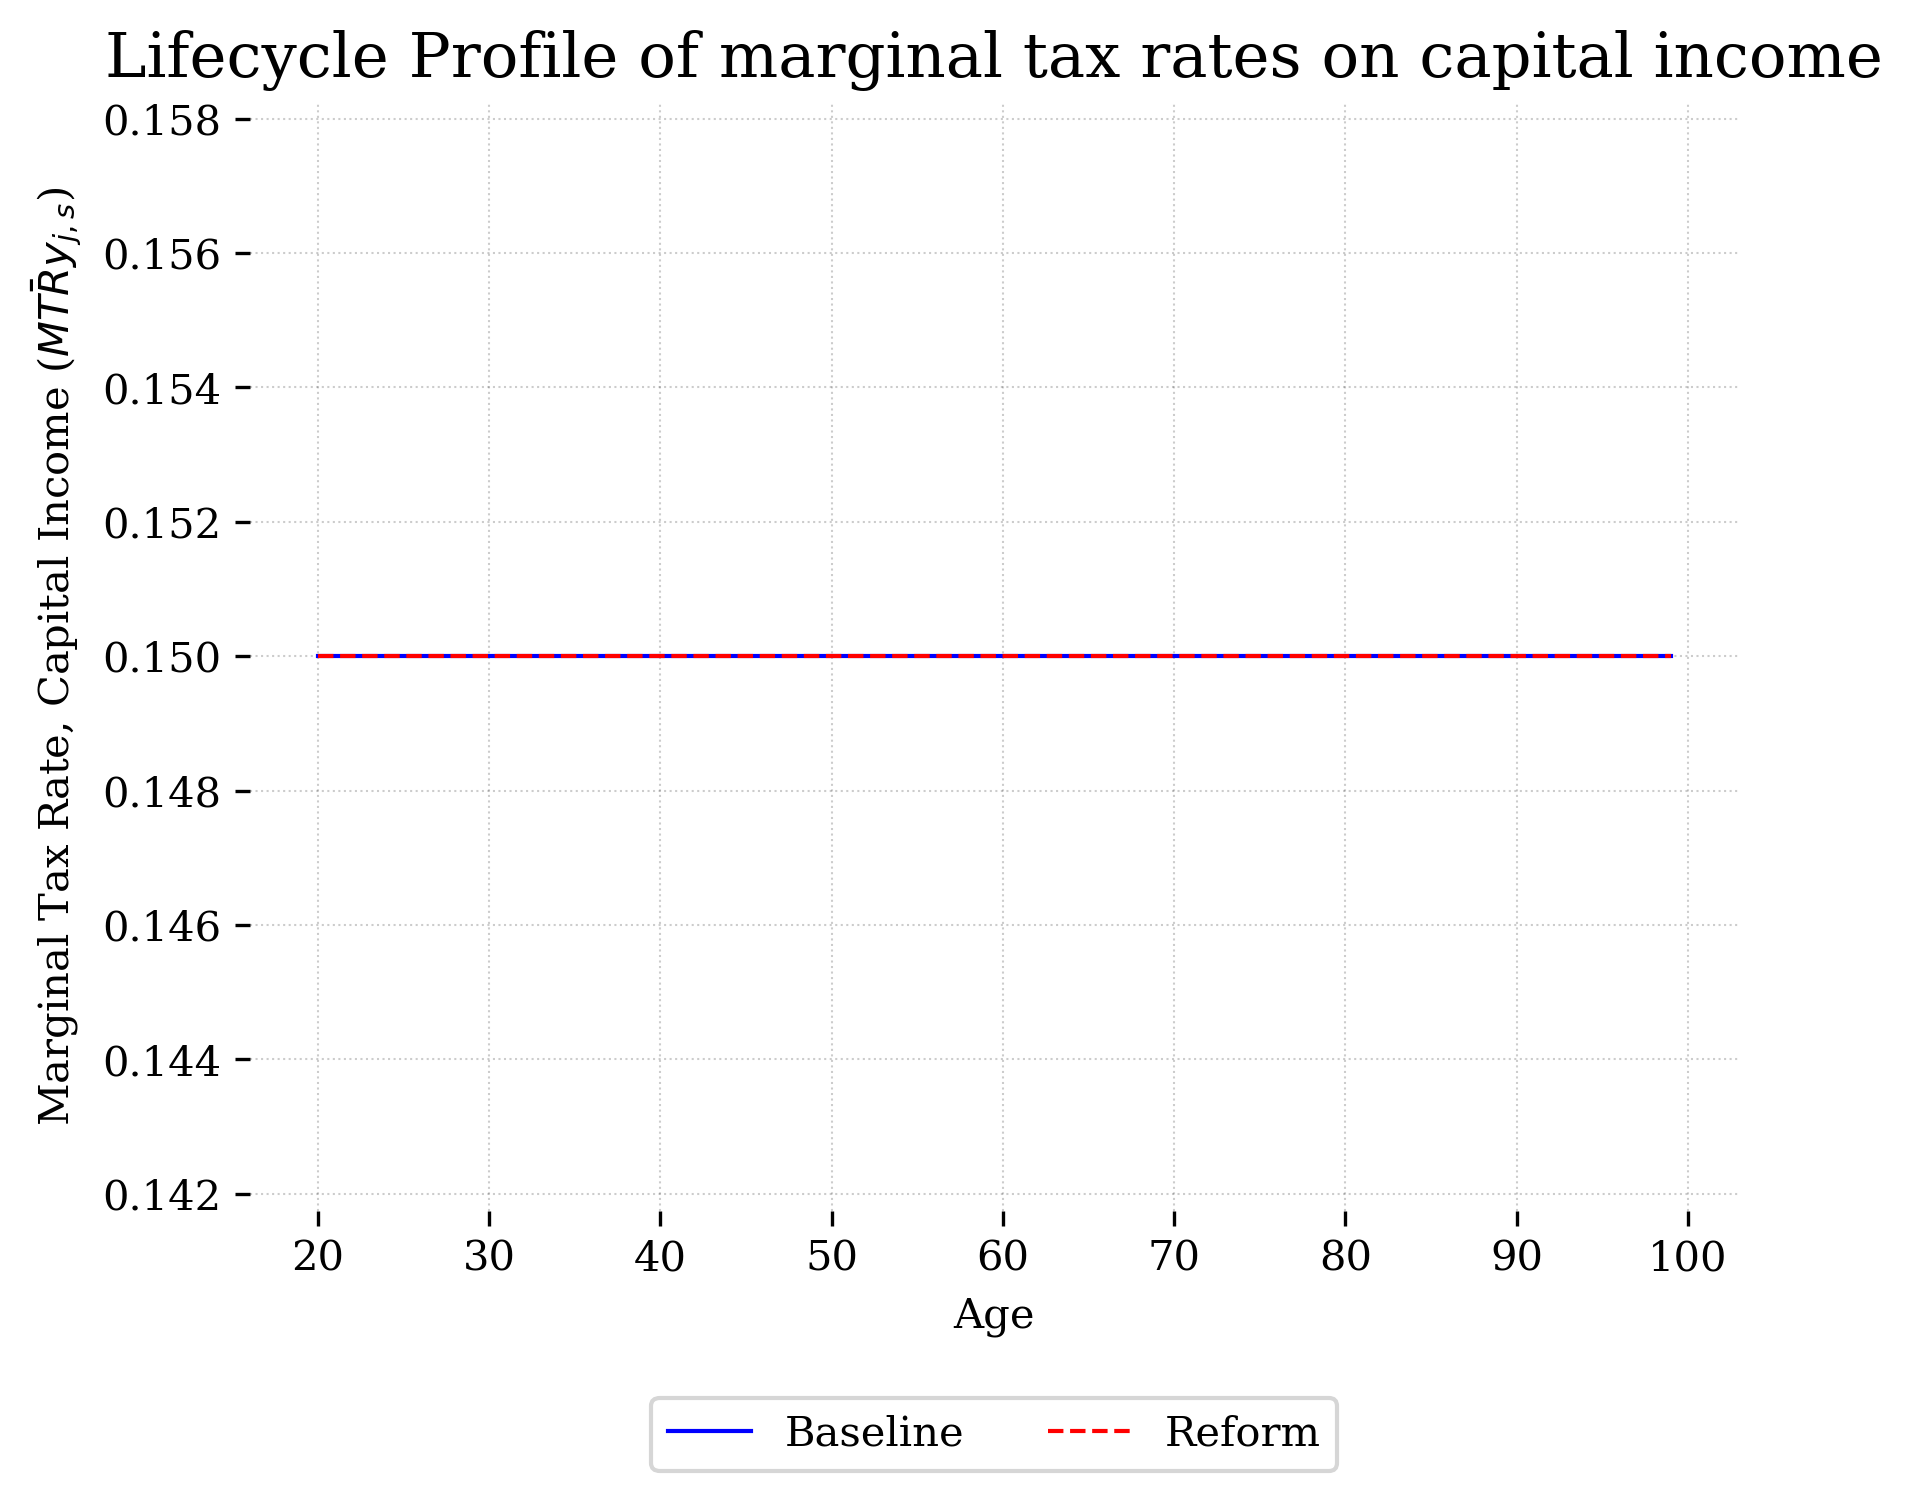 Lifecycle Profile of marginal tax rates on capital income
Marginal Tax Rate, Capital Income ($\bar{MTRy}_{j,s}$)
0.158
0.156
0.154
0.152
0.150
0.148
0.146
0.144
0.142
20 30 40 50 60 70 80 90 100
Age
Baseline Reform